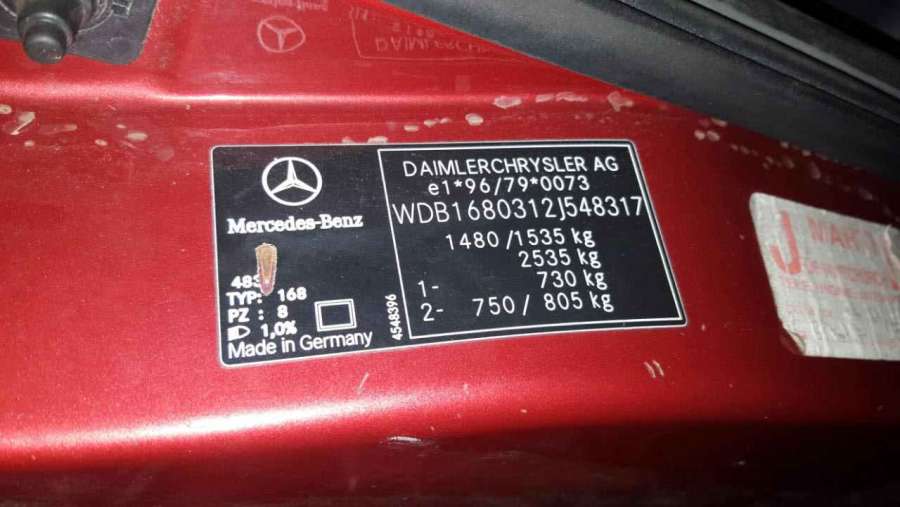 Mercedes-Benz
TYP: 168
PZ : 8
1,0%
Made in Germany
4548396
DAIMLERCHRYSLER AG
e1*96/79*0073
WDB1680312J548317
1480 / 1535 kg
2535 kg
1- 730 kg
2- 750 / 805 kg
J